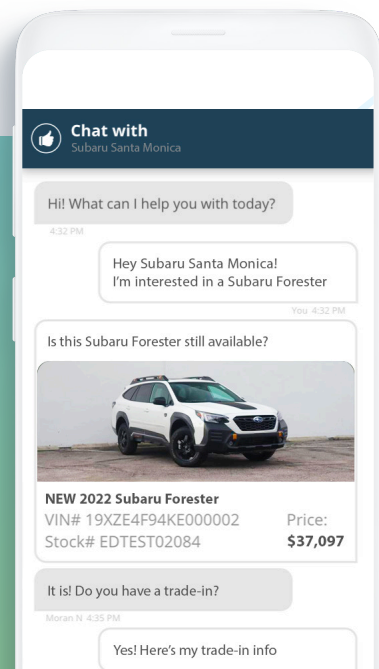 Chat with
Subaru Santa Monica
Hi! What can I help you with today?
4:32 PM
Hey Subaru Santa Monica!
I'm interested in a Subaru Forester
You 4:32 PM
Is this Subaru Forester still available?
NEW 2022 Subaru Forester
VIN# 19XZE4F94KE000002
Price:
Stock# EDTEST02084
$37,097
It is! Do you have a trade-in?
Moran N 4:35 PM
Yes! Here's my trade-in info